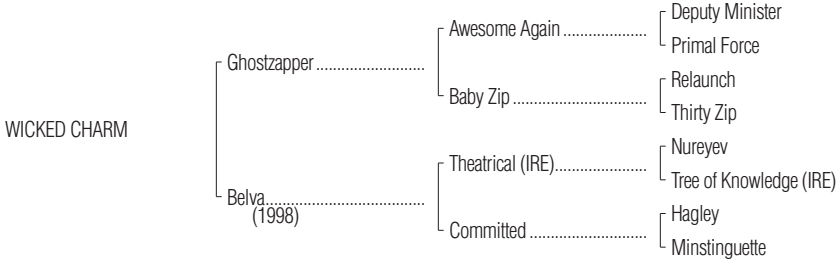 Deputy Minister
Awesome Again
Primal Force
Ghostzapper
Relaunch
Baby Zip
Thirty Zip
WICKED CHARM
Nureyev
Theatrical (IRE)
Tree of Knowledge (IRE)
Belva
(1998)
Hagley
Committed
Minstinguette